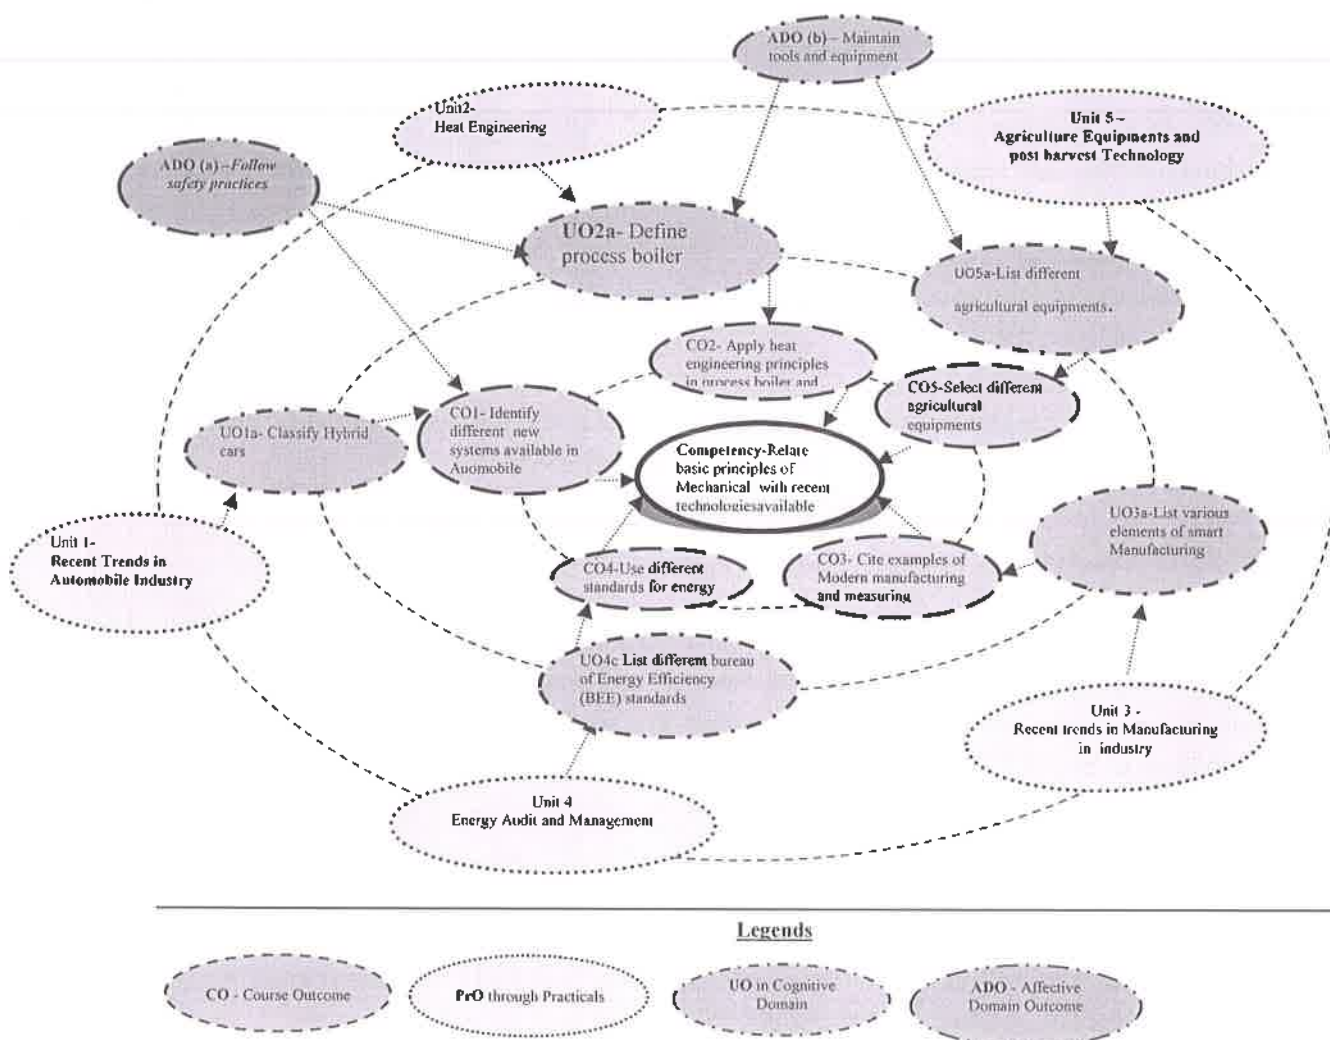 ADO (b) – Maintain
tools and equipment
Unit2-
Heat Engineering
Unit 5 –
Agriculture Equipments and
post harvest Technology
ADO (a) –Follow
safety practices
UO2a- Define
process boiler
UO5a-List different
agricultural equipments.
CO2- Apply heat
engineering principles
in process boiler and
CO5-Select different
agricultural
equipments
CO1- Identify
different new
systems available in
Auomobile
UO1a- Classify Hybrid
cars
Competency-Relate
basic principles of
Mechanical with recent
technologiesavailable
UO3a-List various
elements of smart
Manufacturing
Unit 1-
Recent Trends in
Automobile Industry
CO4-Use different
standards for energy
CO3- Cite examples of
Modern manufacturing
and measuring
UO4c List different bureau
of Energy Efficiency
(BEE) standards
Unit 3 -
Recent trends in Manufacturing
in industry
Unit 4
Energy Audit and Management
Legends
CO - Course Outcome
PrO through Practicals
UO in Cognitive
Domain
ADO - Affective
Domain Outcome